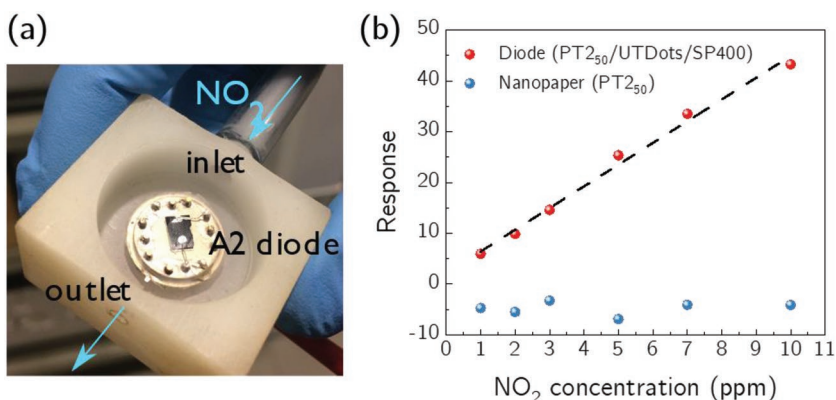 (a)
NO2
inlet
A2 diode
outlet
(b)
50
40
30
20
10
0
-10
Response
Diode (PT2₅₀/UTDots/SP400)
Nanopaper (PT2₅₀)
0 1 2 3 4 5 6 7 8 9 10 11
NO₂ concentration (ppm)